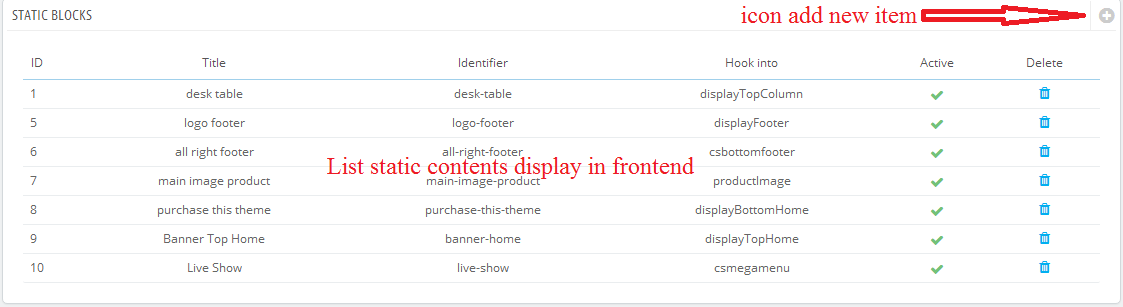 STATIC BLOCKS icon add new item
ID Title Identifier Hook into Active Delete
1 desk table desk-table displayTopColumn
5 logo footer logo-footer displayFooter
6 all right footer all-right-footer csbottomfooter
List static contents display in frontend
7 main image product main-image-product productImage
8 purchase this theme purchase-this-theme displayBottomHome
9 Banner Top Home banner-home displayTopHome
10 Live Show live-show csmegamenu